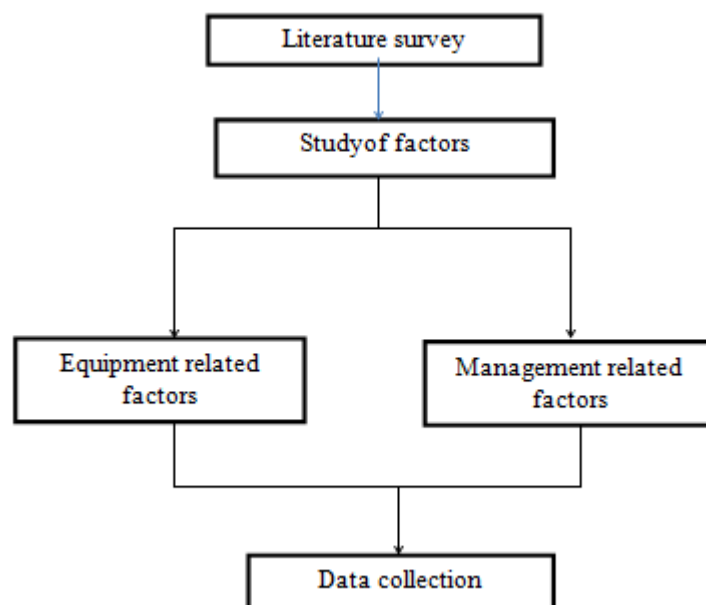 Literature survey
Studyof factors
Equipment related
factors
Management related
factors
Data collection